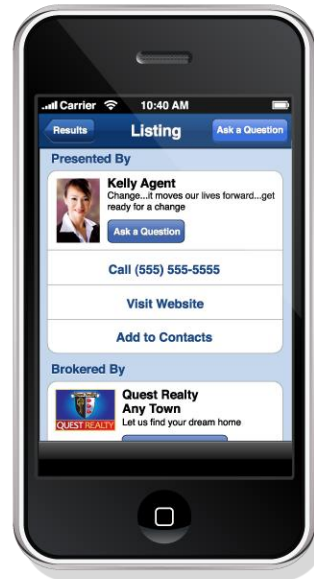 Carrier 10:40 AM
Results Listing Ask a Question
Presented By
Kelly Agent
Change...it moves our lives forward...get
ready for a change
Ask a Question
Call (555) 555-5555
Visit Website
Add to Contacts
Brokered By
Quest Realty
Any Town
Let us find your dream home
QUEST REALTY